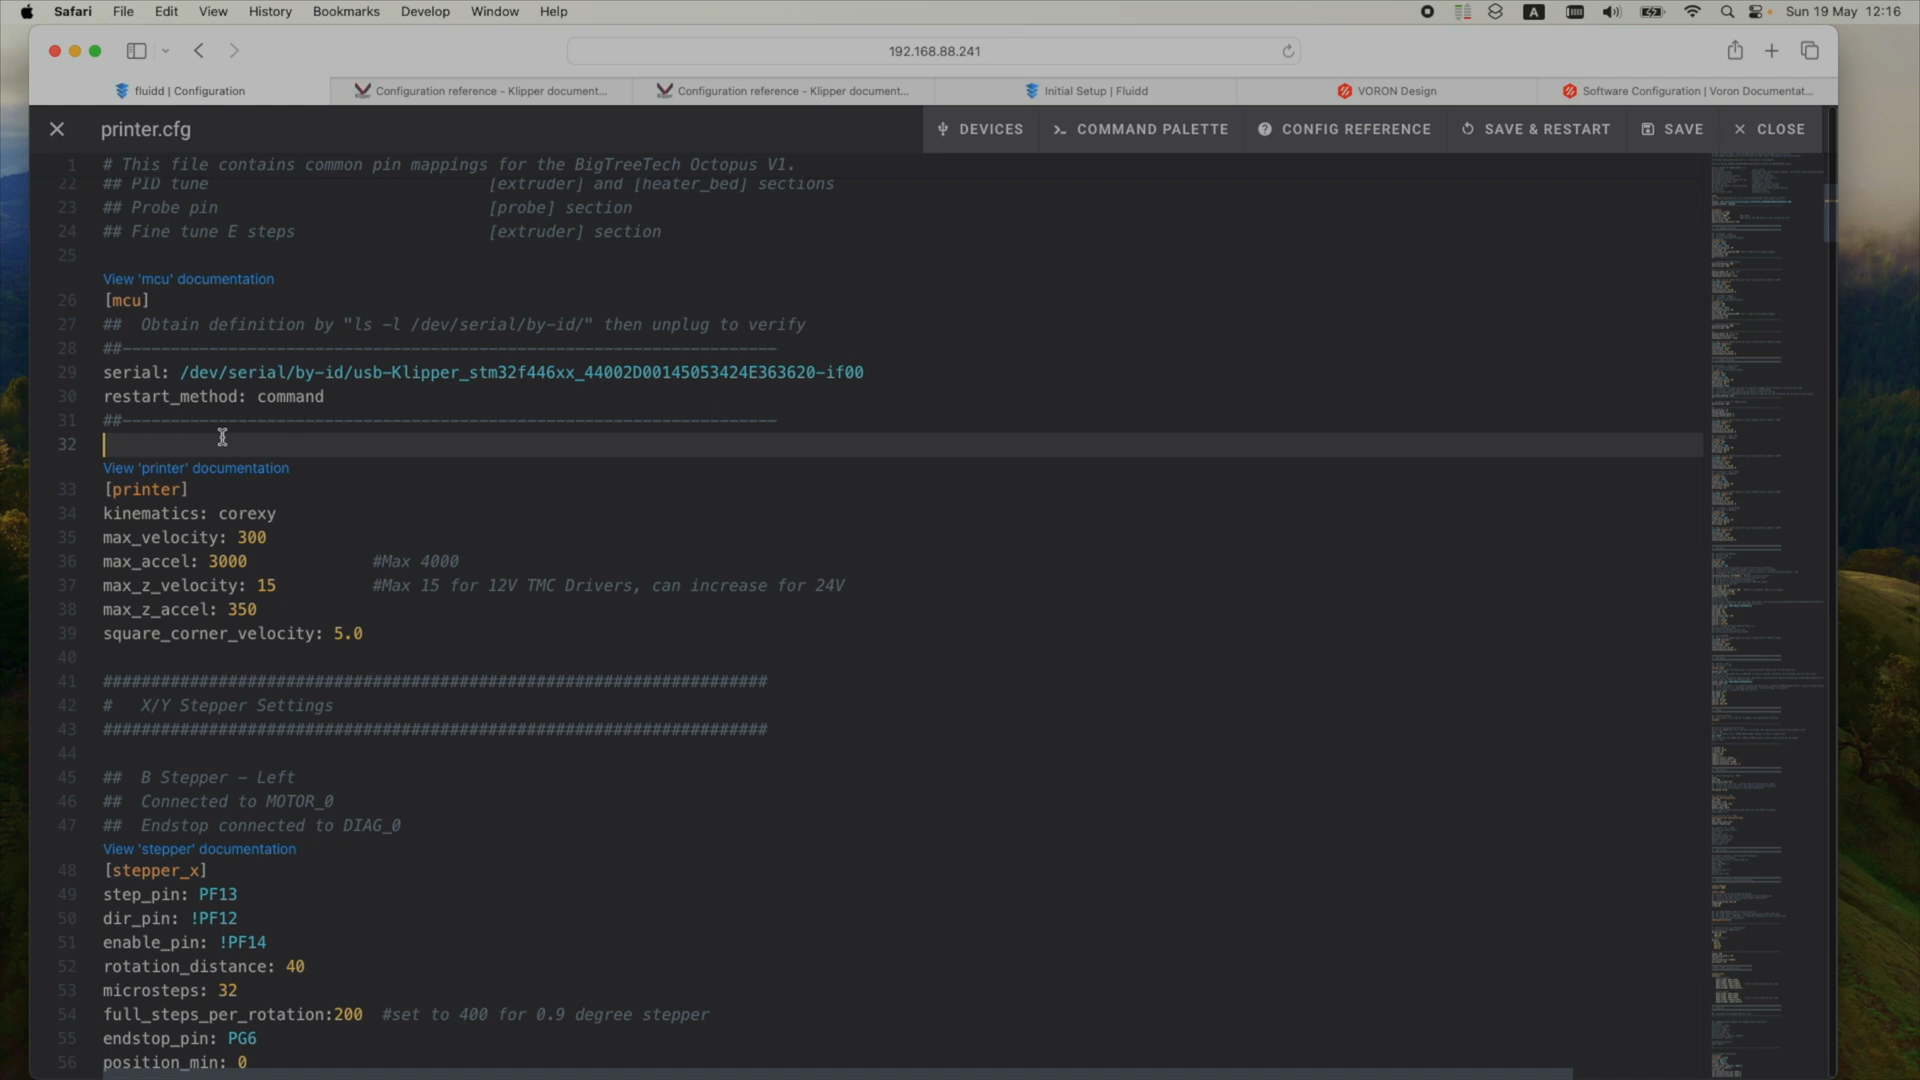 Safari File Edit View History Bookmarks Develop Window Help A Sun 19 May 12:16
192.168.88.241
fluidd | Configuration Configuration reference - Klipper document... Configuration reference - Klipper document... Initial Setup | Fluidd VORON Design Software Configuration | Voron Documentat...
printer.cfg DEVICES COMMAND PALETTE CONFIG REFERENCE SAVE & RESTART SAVE CLOSE
1 # This file contains common pin mappings for the BigTreeTech Octopus V1.
22 ## PID tune [extruder] and [heater_bed] sections
23 ## Probe pin [probe] section
24 ## Fine tune E steps [extruder] section
25
View 'mcu' documentation
26 [mcu]
27 ## Obtain definition by "ls -l /dev/serial/by-id/" then unplug to verify
28 ##--------------------------------------------------------------------
29 serial: /dev/serial/by-id/usb-Klipper_stm32f446xx_44002D00145053424E363620-if00
30 restart_method: command
31 ##--------------------------------------------------------------------
32
View 'printer' documentation
33 [printer]
34 kinematics: corexy
35 max_velocity: 300
36 max_accel: 3000 #Max 4000
37 max_z_velocity: 15 #Max 15 for 12V TMC Drivers, can increase for 24V
38 max_z_accel: 350
39 square_corner_velocity: 5.0
40
41 #####################################################################
42 # X/Y Stepper Settings
43 #####################################################################
44
45 ## B Stepper - Left
46 ## Connected to MOTOR_0
47 ## Endstop connected to DIAG_0
View 'stepper' documentation
48 [stepper_x]
49 step_pin: PF13
50 dir_pin: !PF12
51 enable_pin: !PF14
52 rotation_distance: 40
53 microsteps: 32
54 full_steps_per_rotation:200 #set to 400 for 0.9 degree stepper
55 endstop_pin: PG6
56 position_min: 0